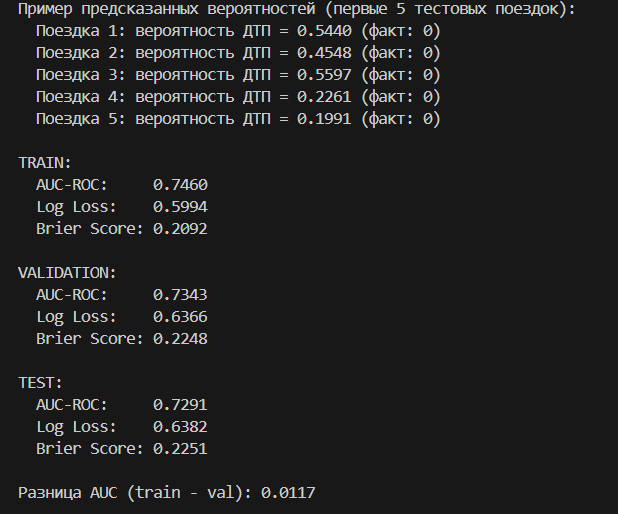 Пример предсказанных вероятностей (первые 5 тестовых поездок):
Поездка 1: вероятность ДТП = 0.5440 (факт: 0)
Поездка 2: вероятность ДТП = 0.4548 (факт: 0)
Поездка 3: вероятность ДТП = 0.5597 (факт: 0)
Поездка 4: вероятность ДТП = 0.2261 (факт: 0)
Поездка 5: вероятность ДТП = 0.1991 (факт: 0)
TRAIN:
AUC-ROC: 0.7460
Log Loss: 0.5994
Brier Score: 0.2092
VALIDATION:
AUC-ROC: 0.7343
Log Loss: 0.6366
Brier Score: 0.2248
TEST:
AUC-ROC: 0.7291
Log Loss: 0.6382
Brier Score: 0.2251
Разница AUC (train - val): 0.0117